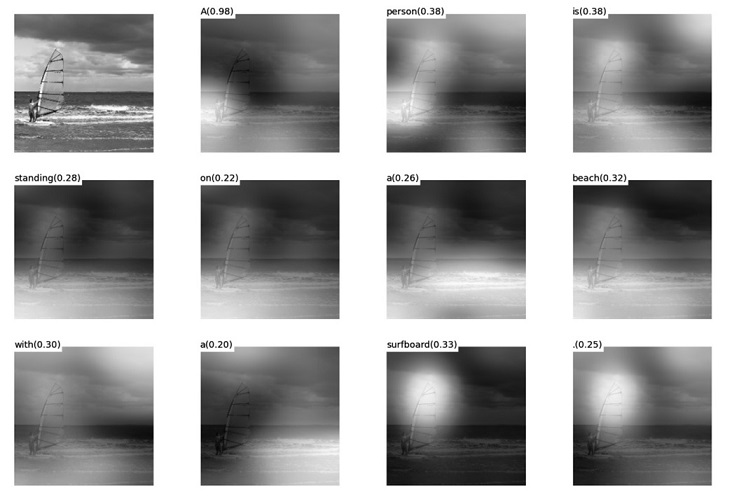 A(0.98) person(0.38) is(0.38)
standing(0.28) on(0.22) a(0.26) beach(0.32)
with(0.30) a(0.20) surfboard(0.33) .(0.25)